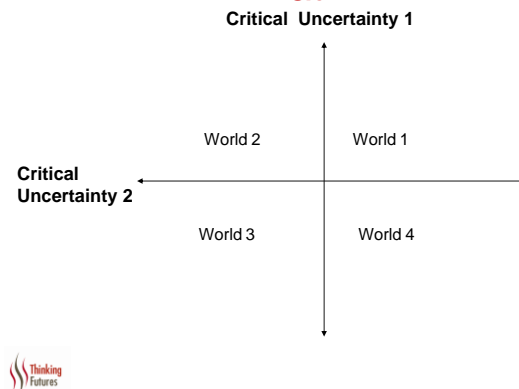 Critical Uncertainty 1
World 2 World 1
Critical
Uncertainty 2
World 3 World 4
Thinking
Futures